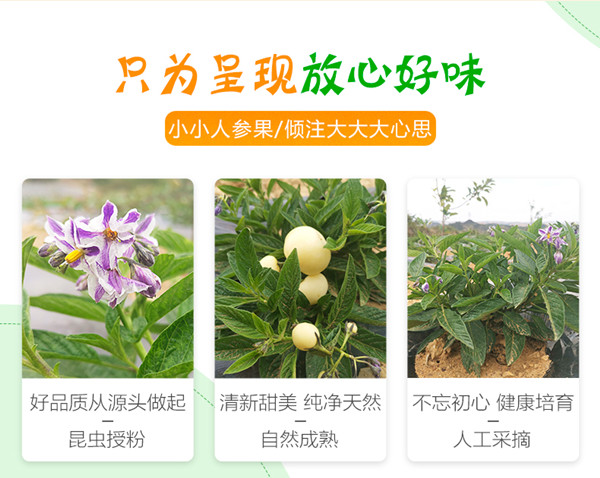 只为呈现放心好味
小小人参果/倾注大大大心思
好品质从源头做起
昆虫授粉
清新甜美 纯净天然
自然成熟
不忘初心 健康培育
人工采摘